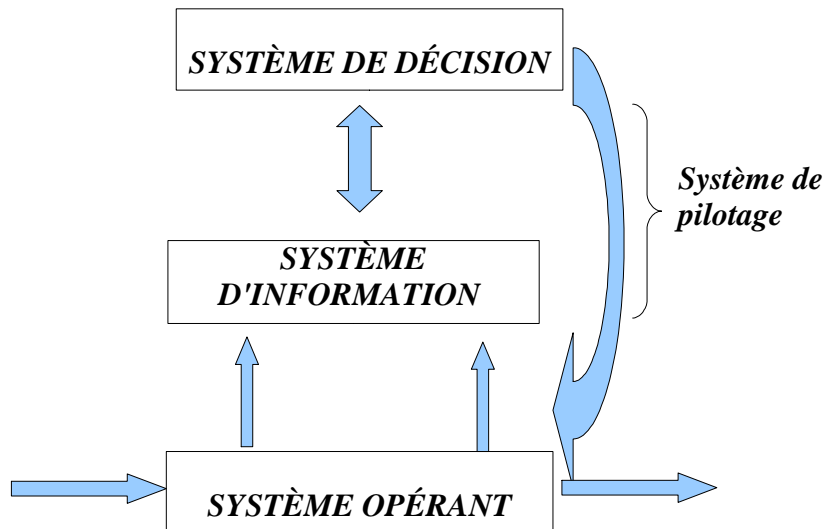 SYSTÈME DE DÉCISION
Système de
pilotage
SYSTÈME
D'INFORMATION
SYSTÈME OPÉRANT